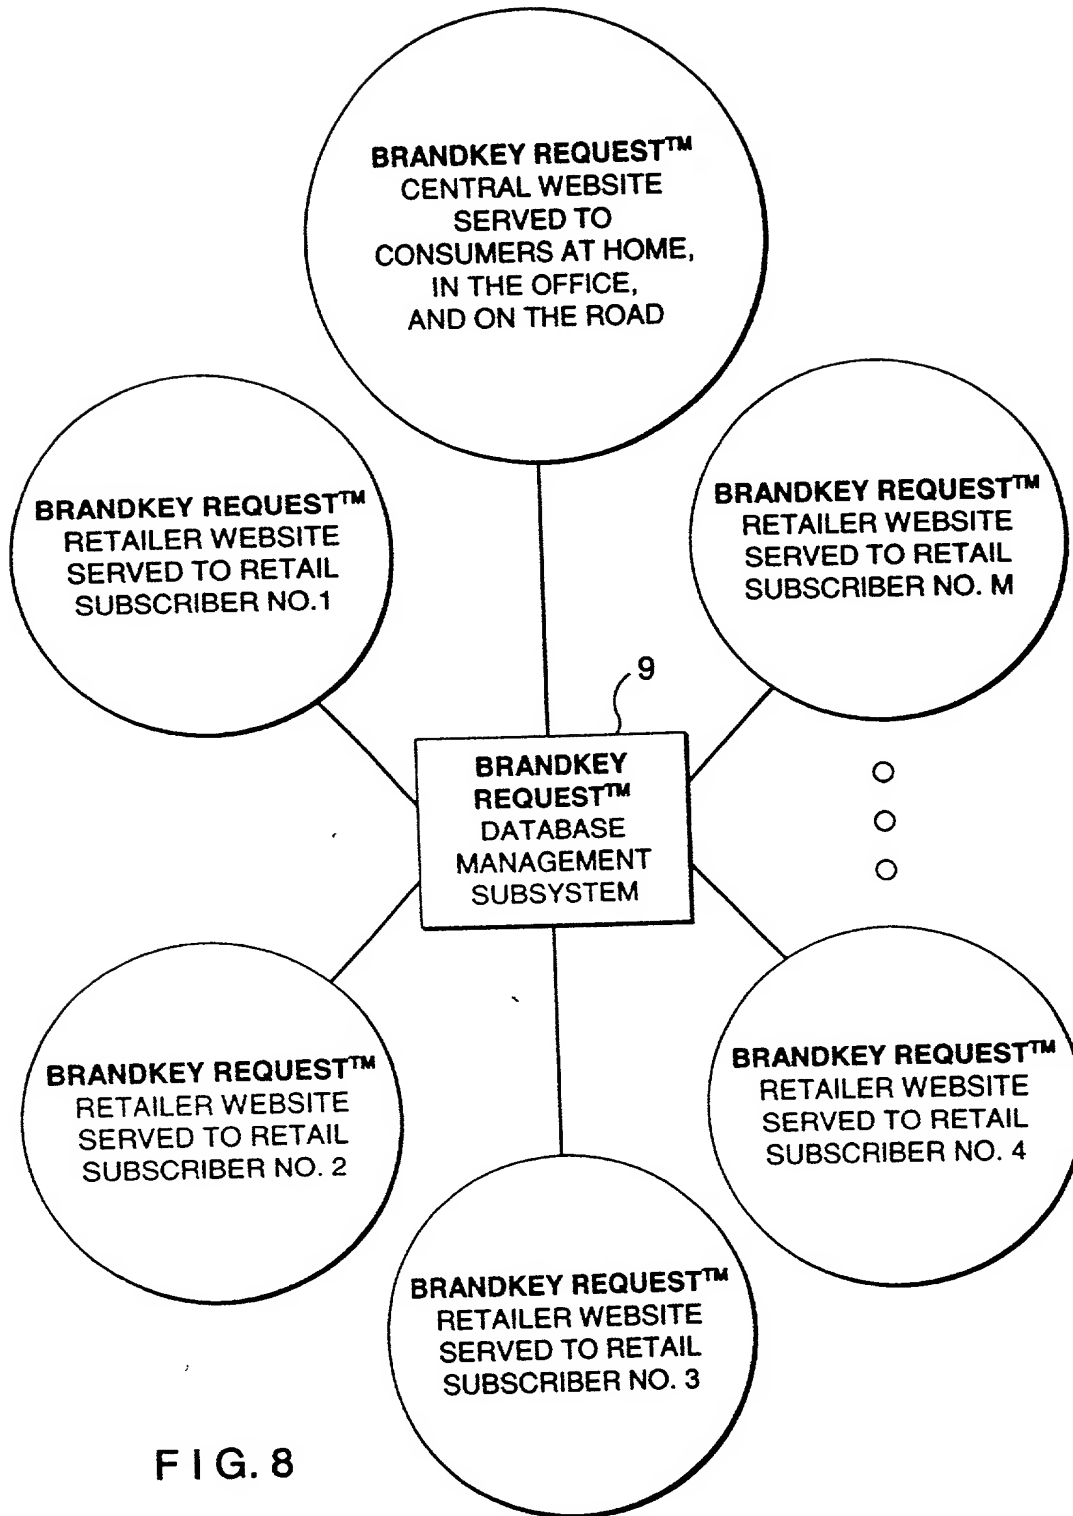 BRANDKEY REQUEST™
CENTRAL WEBSITE
SERVED TO
CONSUMERS AT HOME,
IN THE OFFICE,
AND ON THE ROAD
BRANDKEY REQUEST™
RETAILER WEBSITE
SERVED TO RETAIL
SUBSCRIBER NO.1
BRANDKEY REQUEST™
RETAILER WEBSITE
SERVED TO RETAIL
SUBSCRIBER NO. M
9
BRANDKEY
REQUEST™
DATABASE
MANAGEMENT
SUBSYSTEM
BRANDKEY REQUEST™
RETAILER WEBSITE
SERVED TO RETAIL
SUBSCRIBER NO. 2
BRANDKEY REQUEST™
RETAILER WEBSITE
SERVED TO RETAIL
SUBSCRIBER NO. 4
BRANDKEY REQUEST™
RETAILER WEBSITE
SERVED TO RETAIL
SUBSCRIBER NO. 3
FIG. 8